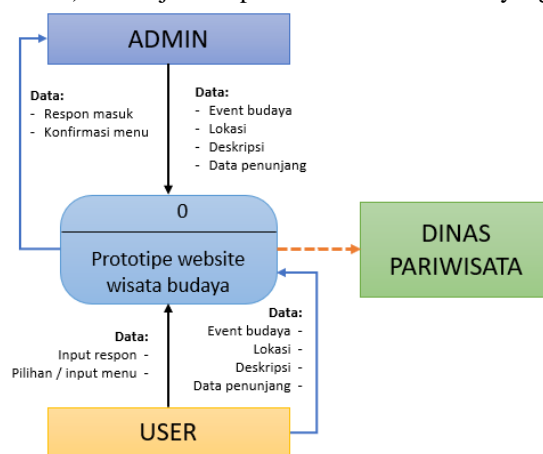 ADMIN
Data:
- Respon masuk
- Konfirmasi menu
Data:
- Event budaya
- Lokasi
- Deskripsi
- Data penunjang
0
Prototipe website
wisata budaya
DINAS
PARIWISATA
Data:
Input respon -
Pilihan / input menu -
Data:
Event budaya -
Lokasi -
Deskripsi -
Data penunjang -
USER